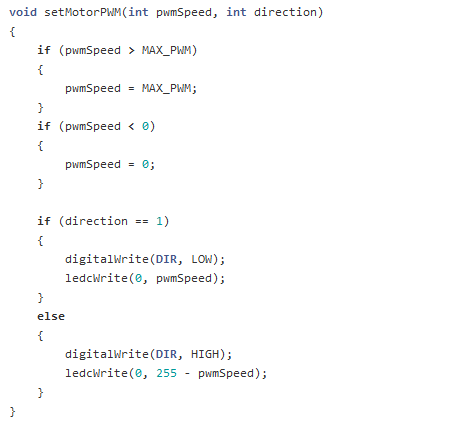 void setMotorPWM(int pwmSpeed, int direction)
{
    if (pwmSpeed > MAX_PWM)
    {
        pwmSpeed = MAX_PWM;
    }
    if (pwmSpeed < 0)
    {
        pwmSpeed = 0;
    }

    if (direction == 1)
    {
        digitalWrite(DIR, LOW);
        ledcWrite(0, pwmSpeed);
    }
    else
    {
        digitalWrite(DIR, HIGH);
        ledcWrite(0, 255 - pwmSpeed);
    }
}